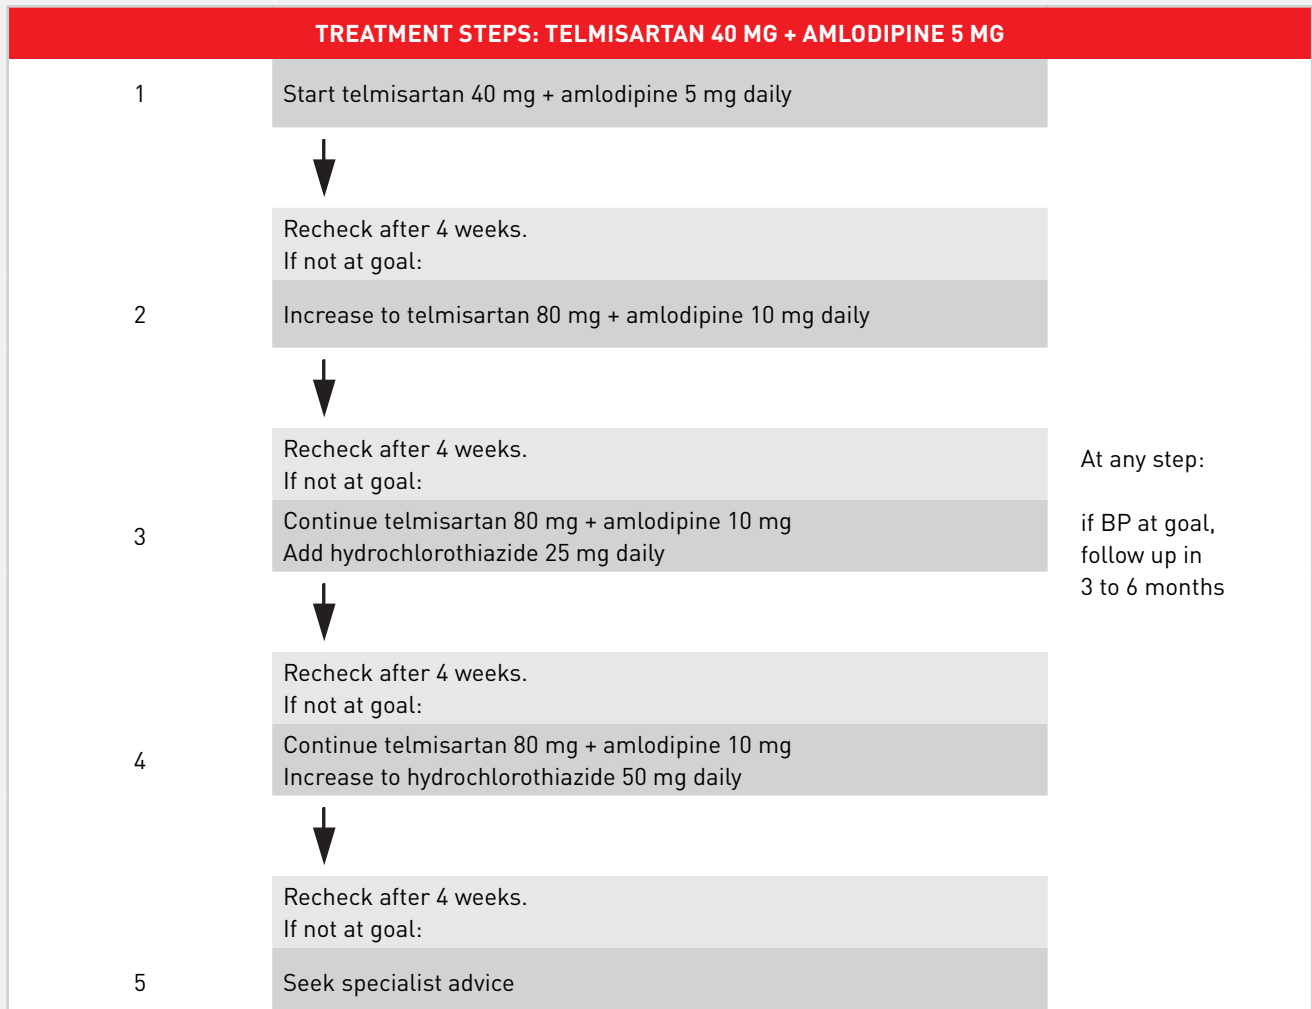 TREATMENT STEPS: TELMISARTAN 40 MG + AMLODIPINE 5 MG
1
Start telmisartan 40 mg + amlodipine 5 mg daily
Recheck after 4 weeks.
If not at goal:
2
Increase to telmisartan 80 mg + amlodipine 10 mg daily
Recheck after 4 weeks.
If not at goal:
3
Continue telmisartan 80 mg + amlodipine 10 mg
Add hydrochlorothiazide 25 mg daily
At any step:
if BP at goal,
follow up in
3 to 6 months
Recheck after 4 weeks.
If not at goal:
4
Continue telmisartan 80 mg + amlodipine 10 mg
Increase to hydrochlorothiazide 50 mg daily
Recheck after 4 weeks.
If not at goal:
5
Seek specialist advice